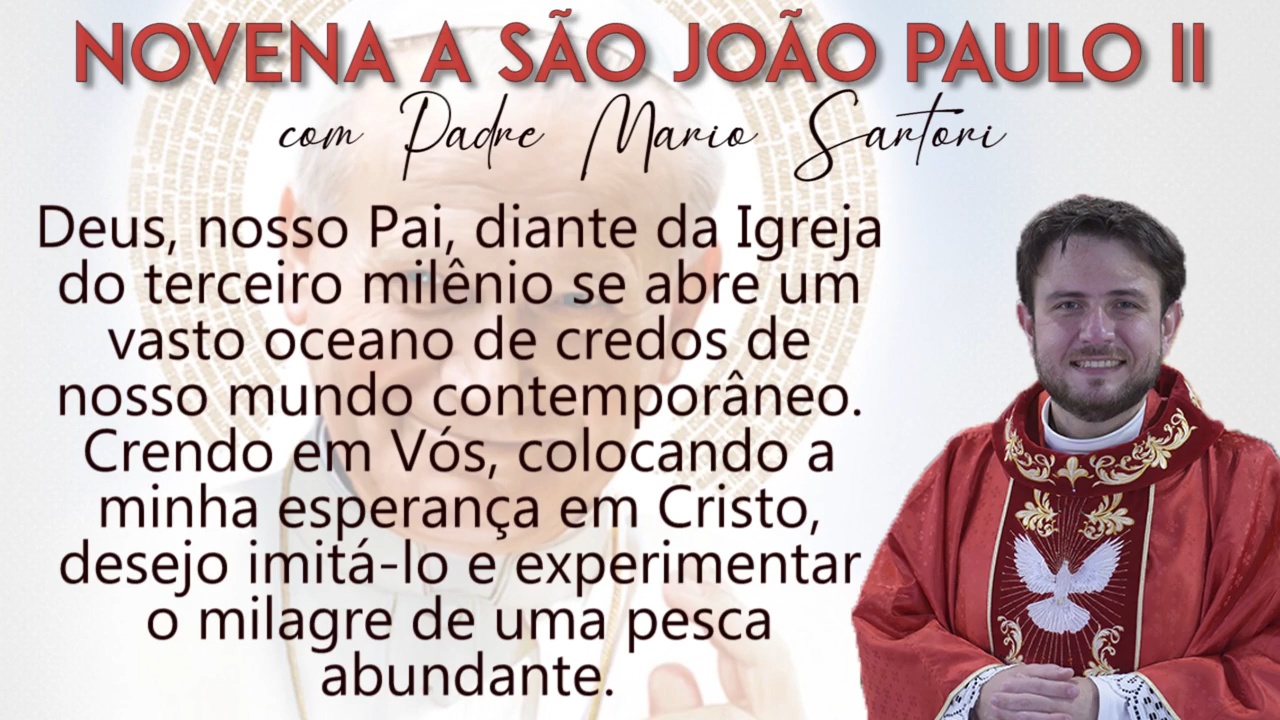 NOVENA A SÃO JOÃO PAULO II
com Padre Mario Sartori
Deus, nosso Pai, diante da Igreja
do terceiro milênio se abre um
vasto oceano de credos de
nosso mundo contemporâneo.
Crendo em Vós, colocando a
minha esperança em Cristo,
desejo imitá-lo e experimentar
o milagre de uma pesca
abundante.